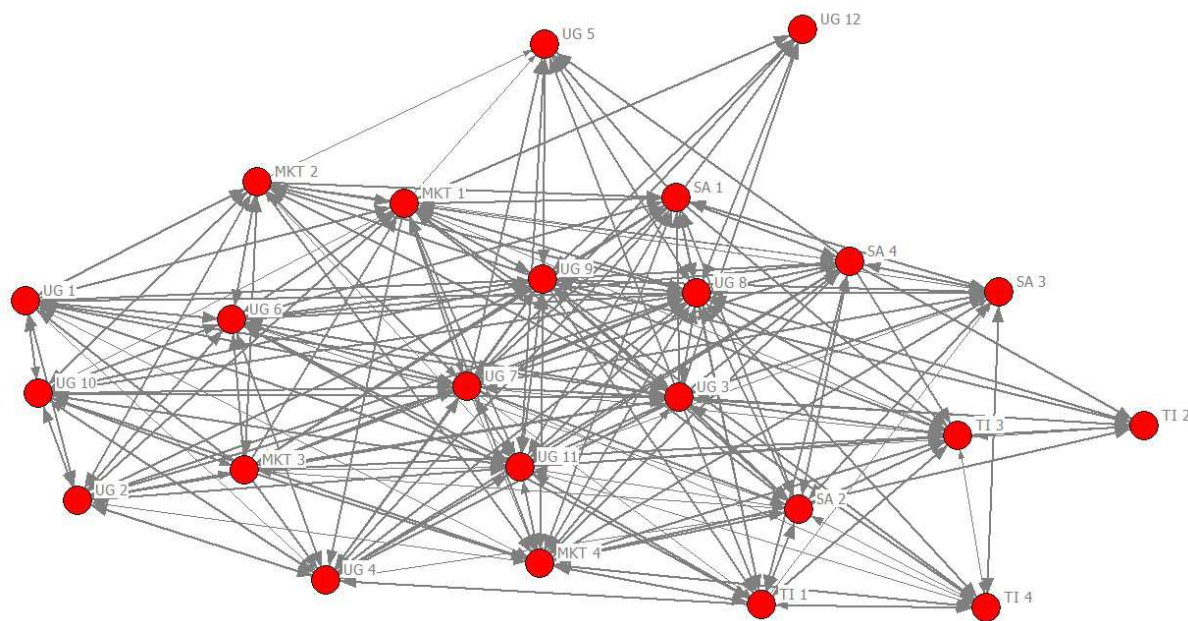 UG 12
UG 5
MKT 2
MKT 1
SA 1
SA 4
UG 9
UG 8
SA 3
UG 1
UG 6
UG 7
UG 10
UG 3
TI 2
TI 3
MKT 3
UG 11
UG 2
SA 2
MKT 4
UG 4
TI 1
TI 4